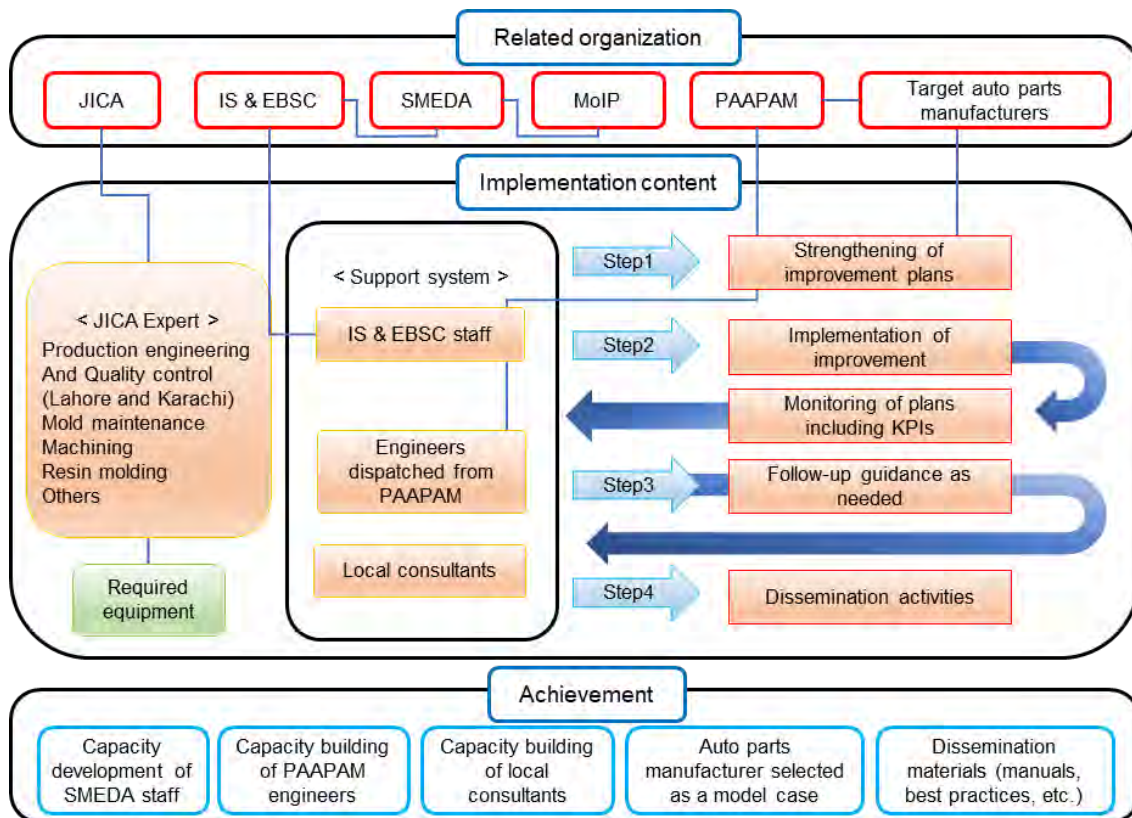 Related organization
JICA
IS & EBSC
SMEDA
MoIP
PAAPAM
Target auto parts
manufacturers
Implementation content
< JICA Expert >
Production engineering
And Quality control
(Lahore and Karachi)
Mold maintenance
Machining
Resin molding
Others
Required
equipment
< Support system >
IS & EBSC staff
Engineers
dispatched from
PAAPAM
Local consultants
Step1
Strengthening of
improvement plans
Step2
Implementation of
improvement
Monitoring of plans
including KPIs
Step3
Follow-up guidance as
needed
Step4
Dissemination activities
Achievement
Capacity
development of
SMEDA staff
Capacity building
of PAAPAM
engineers
Capacity building
of local
consultants
Auto parts
manufacturer selected
as a model case
Dissemination
materials (manuals,
best practices, etc.)